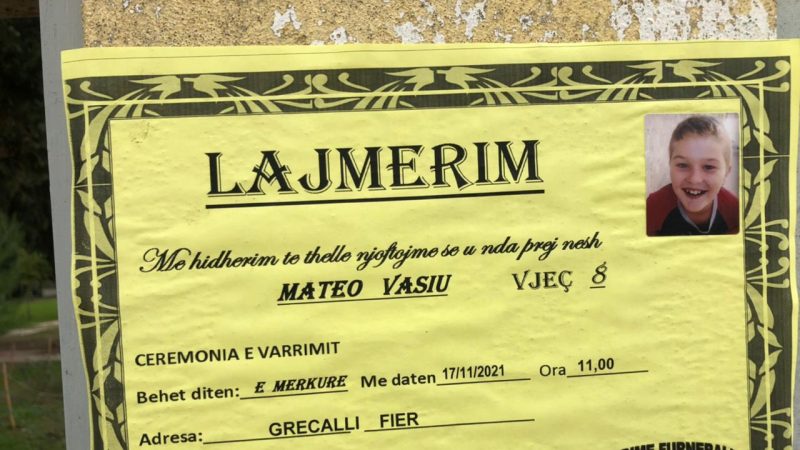 LAJMERIM
Me hidherim te thelle njoftojme se u nda prej nesh
MATEO VASIU VJEÇ 8
CEREMONIA E VARRIMIT
Behet diten: E MERKURE Me daten 17/11/2021 Ora 11,00
Adresa: GRECALLI FIER